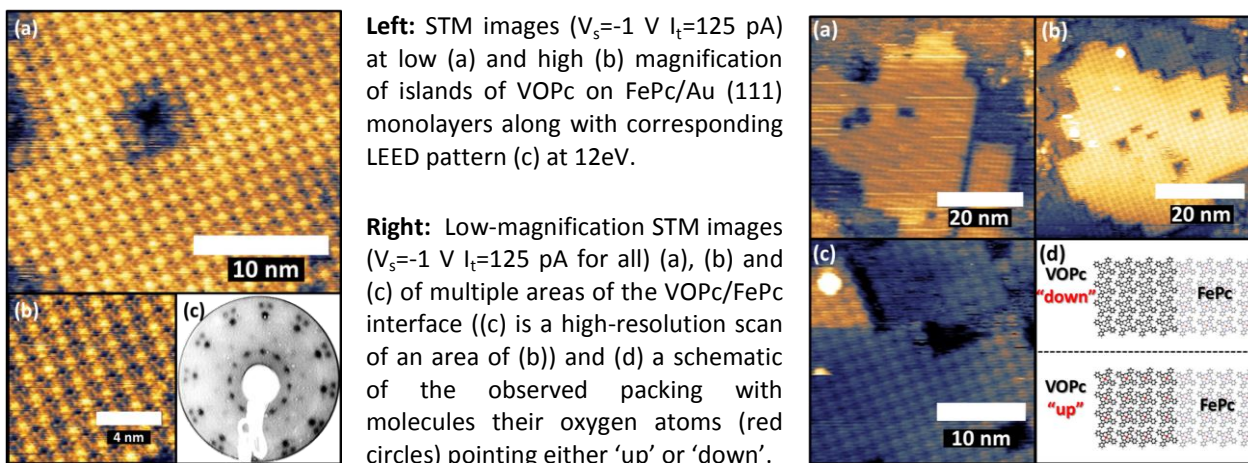 (a)
10 nm
(b)
4 nm
(c)
Left: STM images (Vs=-1 V It=125 pA)
at low (a) and high (b) magnification
of islands of VOPc on FePc/Au (111)
monolayers along with corresponding
LEED pattern (c) at 12eV.
Right: Low-magnification STM images
(Vs=-1 V It=125 pA for all) (a), (b) and
(c) of multiple areas of the VOPc/FePc
interface ((c) is a high-resolution scan
of an area of (b)) and (d) a schematic
of the observed packing with
molecules their oxygen atoms (red
circles) pointing either ‘up’ or ‘down’.
(a)
20 nm
(b)
20 nm
(c)
10 nm
(d)
VOPc
"down"
FePc
VOPc
"up"
FePc